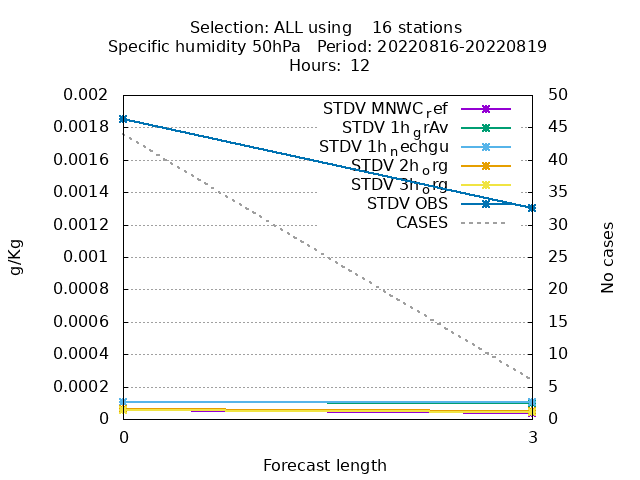 Selection: ALL using    16 stations
Specific humidity 50hPa   Period: 20220816-20220819
Hours: 12
0.002
0.0018
0.0016
0.0014
0.0012
0.001
0.0008
0.0006
0.0004
0.0002
0
50
45
40
35
30
25
20
15
10
5
0
STDV MNWC_ref
STDV 1h_grAv
STDV 1h_nechgu
STDV 2h_org
STDV 3h_org
STDV OBS
CASES
g/Kg
No cases
0
3
Forecast length